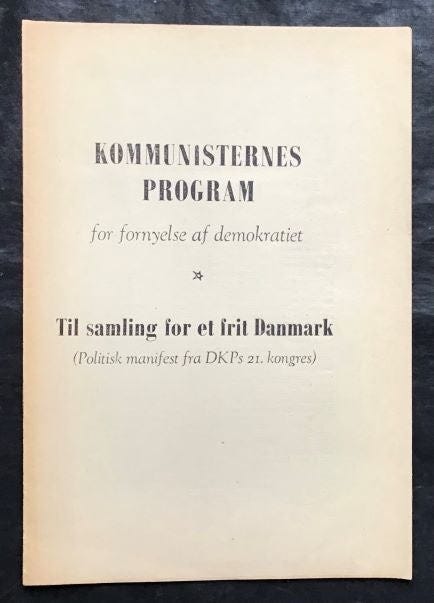 KOMMUNISTERNES
PROGRAM
for fornyelse af demokratiet
Til samling for et frit Danmark
(Politisk manifest fra DKPs 21. kongres)